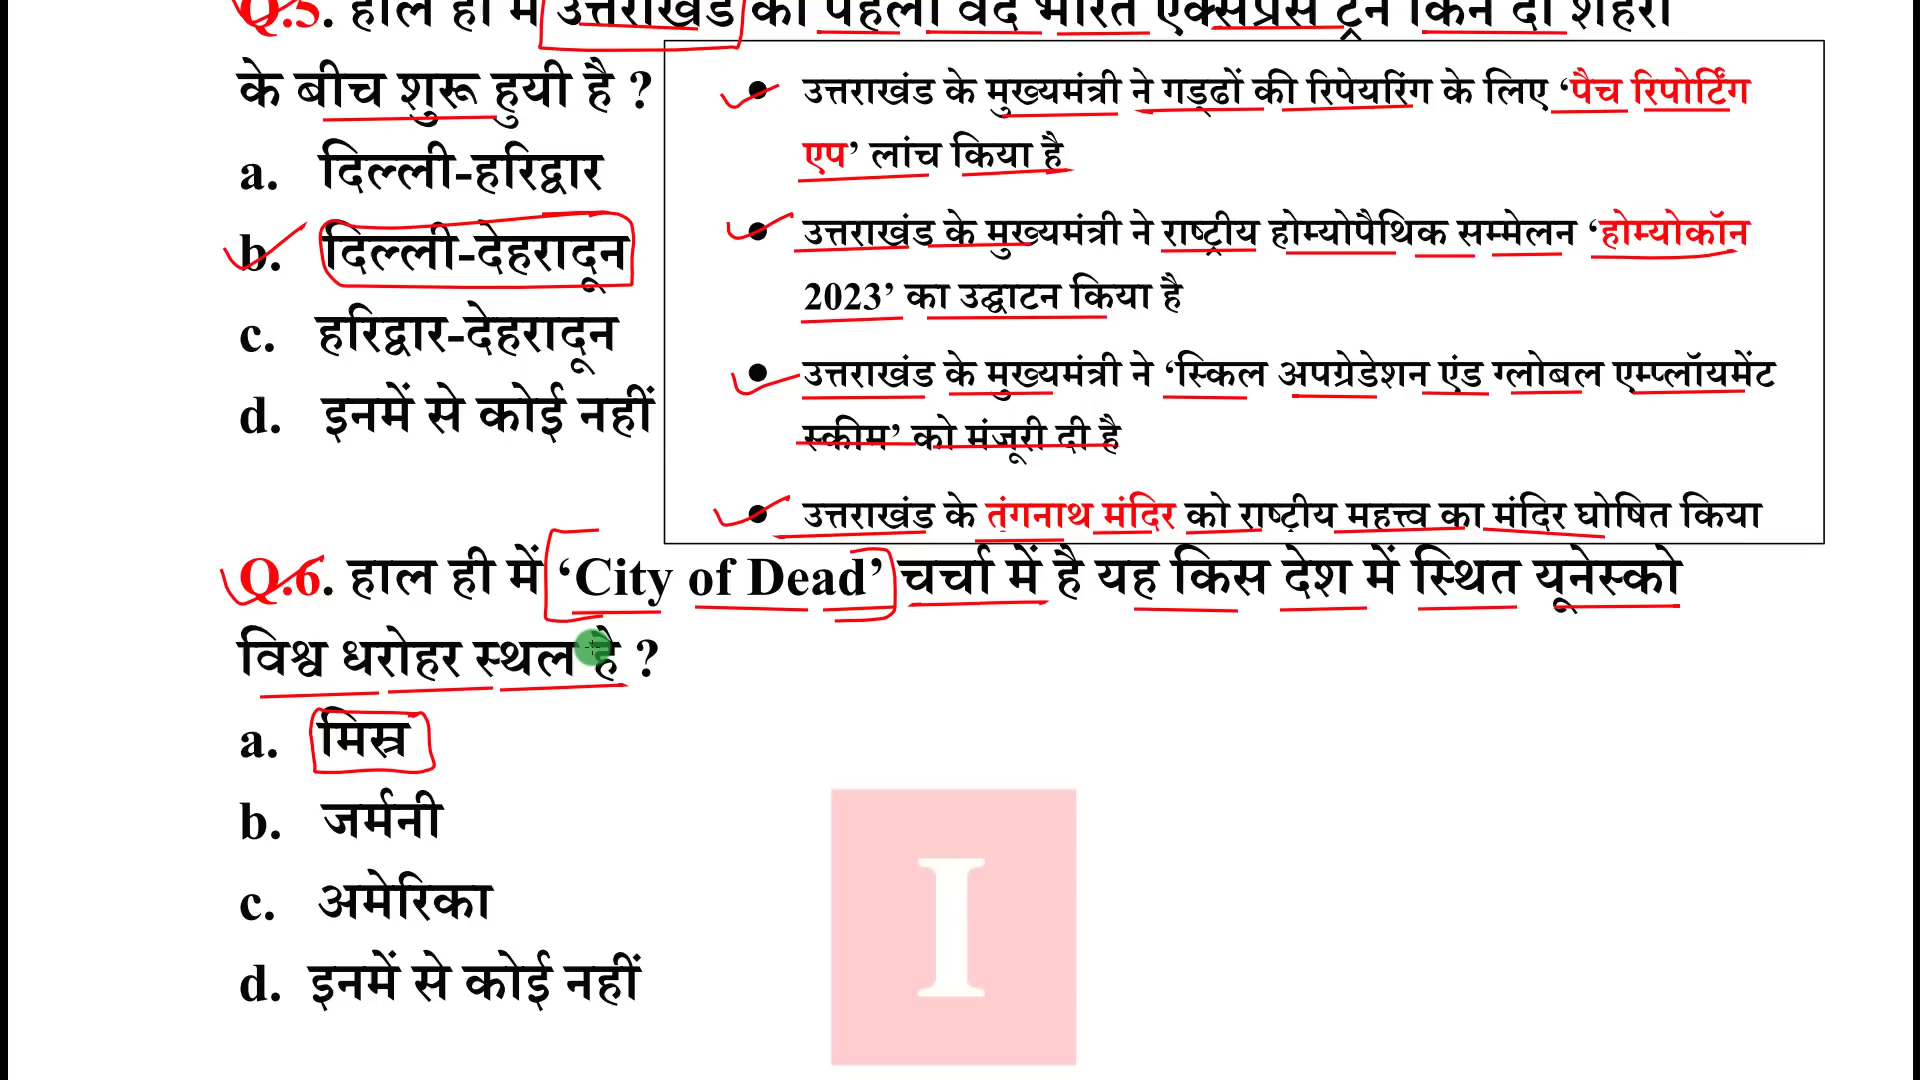 Q.5. हाल ही में उत्तराखंड की पहली वंदे भारत एक्सप्रेस ट्रेन किन दो शहरों
के बीच शुरू हुयी है ?
a. दिल्ली-हरिद्वार
b. दिल्ली-देहरादून
c. हरिद्वार-देहरादून
d. इनमें से कोई नहीं
उत्तराखंड के मुख्यमंत्री ने गड्ढों की रिपेयरिंग के लिए ‘पैच रिपोर्टिंग
एप’ लांच किया है
उत्तराखंड के मुख्यमंत्री ने राष्ट्रीय होम्योपैथिक सम्मेलन ‘होम्योकॉन
2023’ का उद्घाटन किया है
उत्तराखंड के मुख्यमंत्री ने ‘स्किल अपग्रेडेशन एंड ग्लोबल एम्प्लॉयमेंट
स्कीम’ को मंजूरी दी है
उत्तराखंड के तुंगनाथ मंदिर को राष्ट्रीय महत्त्व का मंदिर घोषित किया
Q.6. हाल ही में ‘City of Dead’ चर्चा में है यह किस देश में स्थित यूनेस्को
विश्व धरोहर स्थल है ?
a. मिस्र
b. जर्मनी
c. अमेरिका
d. इनमें से कोई नहीं
I